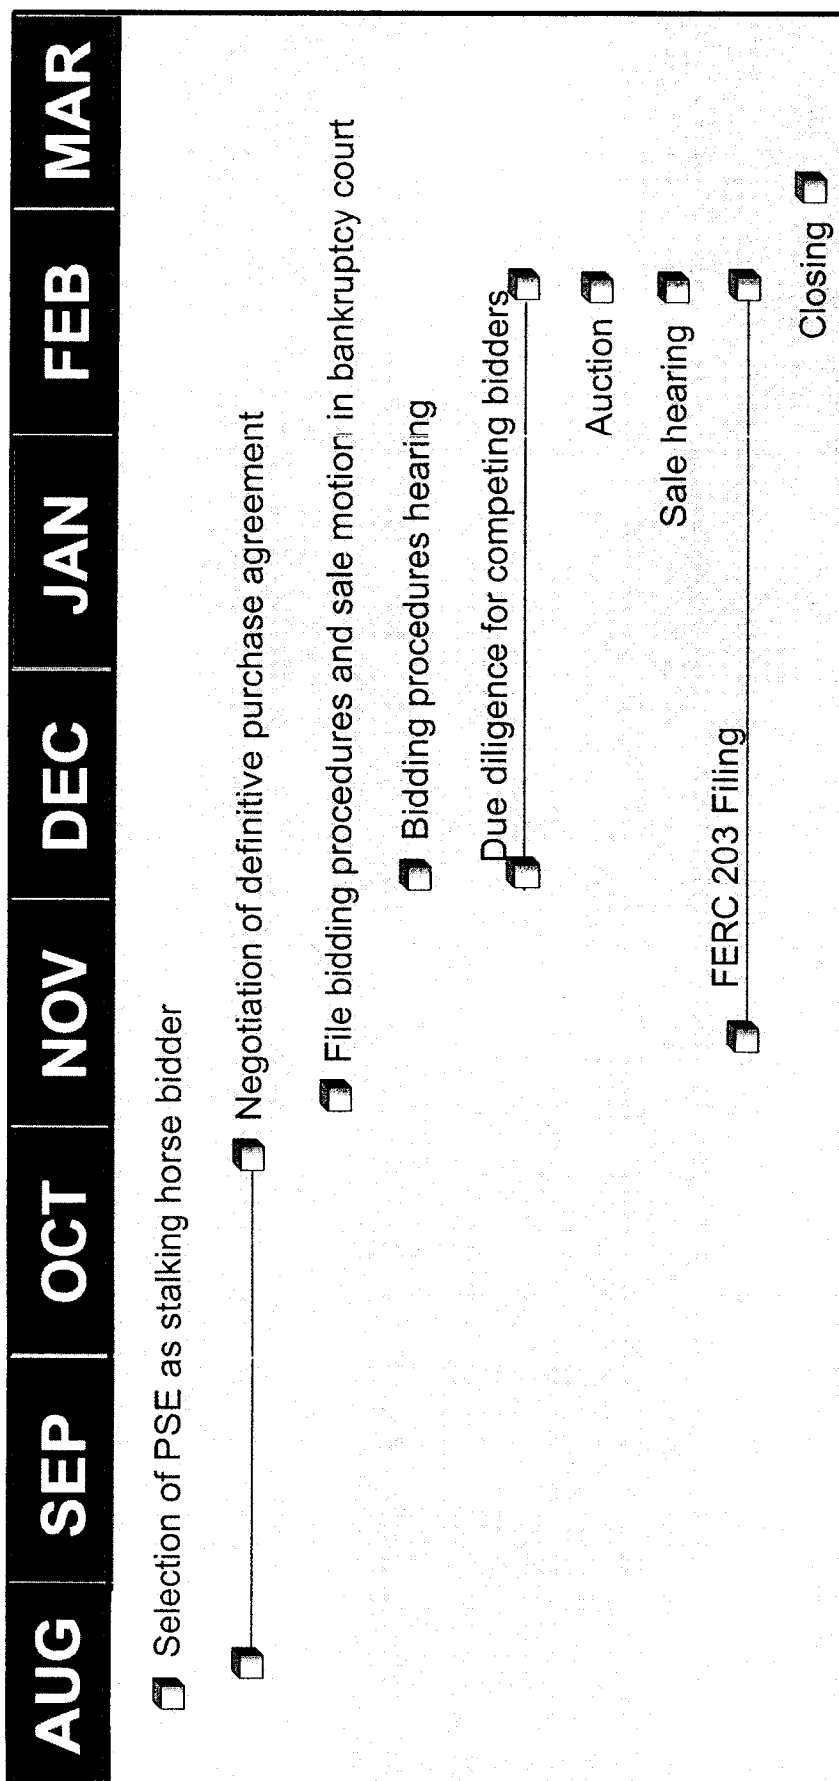 AUG SEP OCT NOV DEC JAN FEB MAR
Selection of PSE as stalking horse bidder
Negotiation of definitive purchase agreement
File bidding procedures and sale motion in bankruptcy court
Bidding procedures hearing
Due diligence for competing bidders
Auction
Sale hearing
FERC 203 Filing
Closing